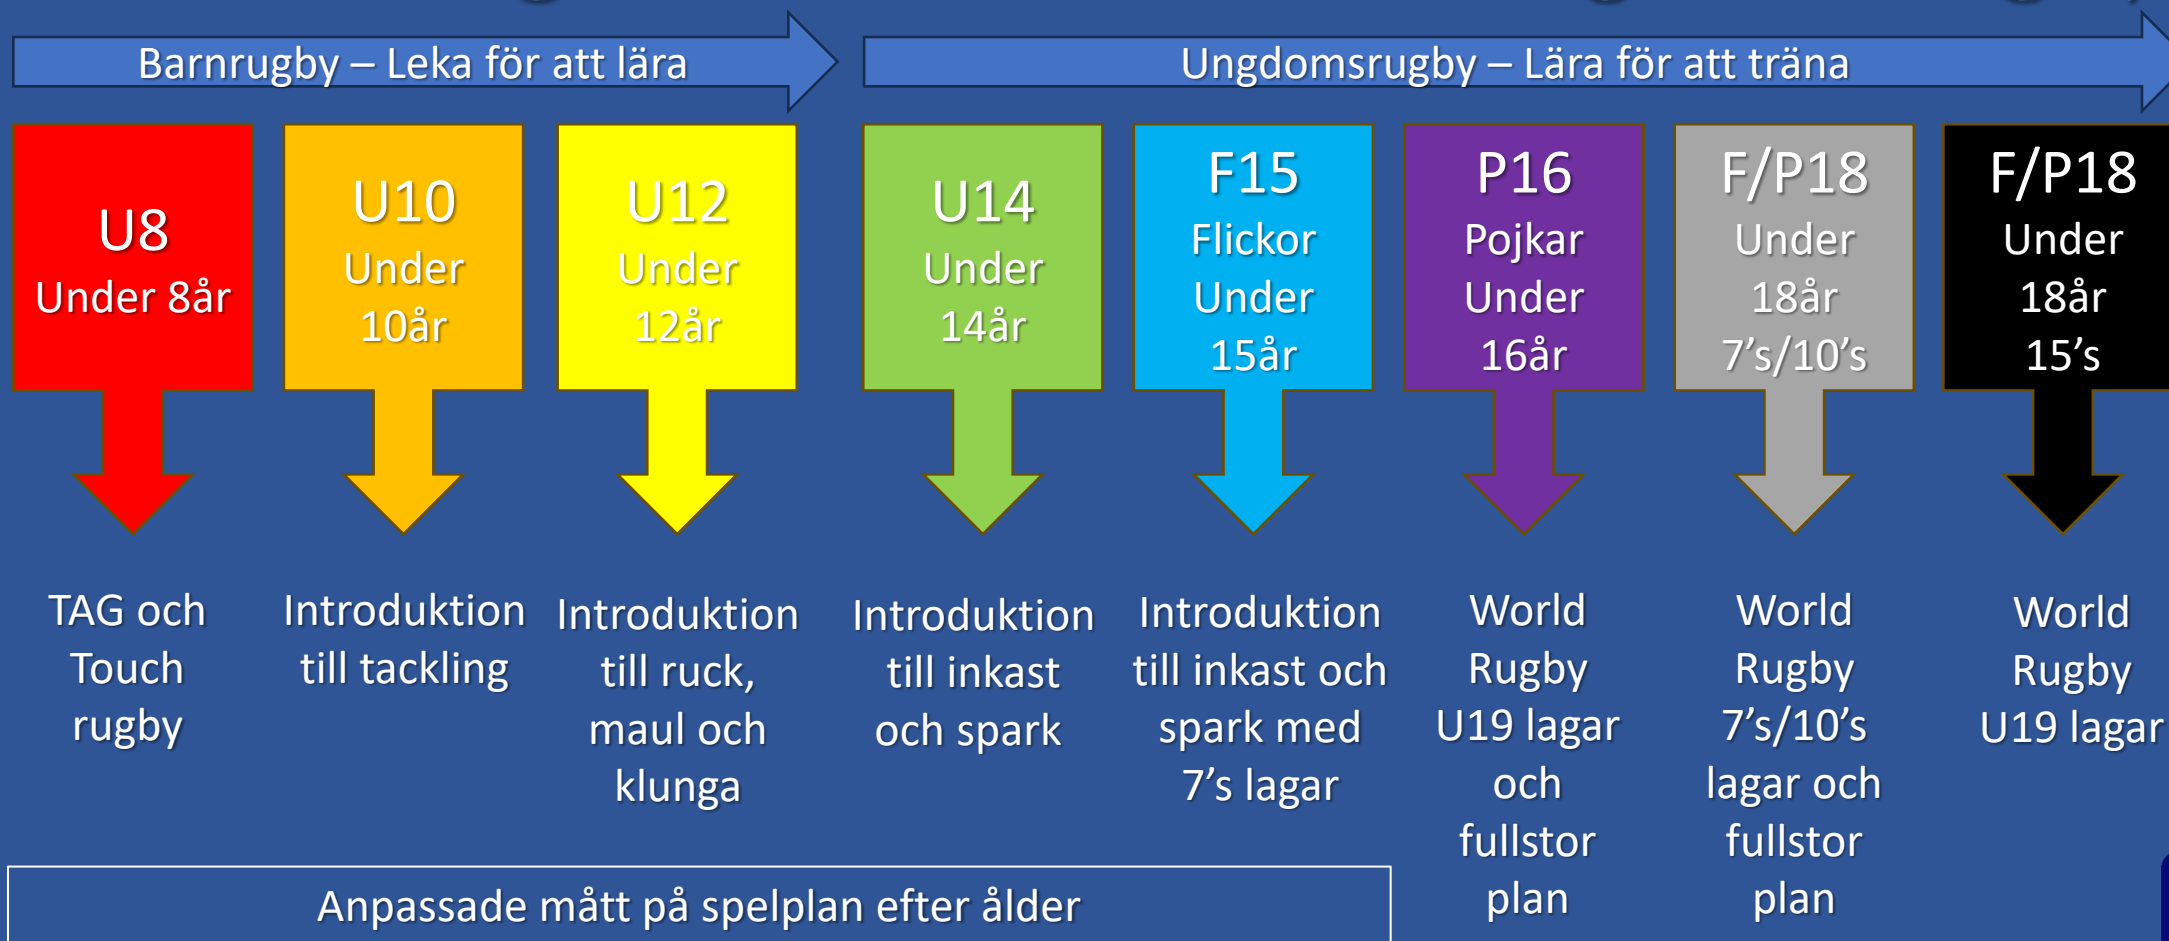 Barnrugby – Leka för att lära
Ungdomsrugby – Lära för att träna
U8
Under 8år
U10
Under
10år
U12
Under
12år
U14
Under
14år
F15
Flickor
Under
15år
P16
Pojkar
Under
16år
F/P18
Under
18år
7’s/10’s
F/P18
Under
18år
15’s
TAG och
Touch
rugby
Introduktion
till tackling
Introduktion
till ruck,
maul och
klunga
Introduktion
till inkast
och spark
Introduktion
till inkast och
spark med
7’s lagar
World
Rugby
U19 lagar
och
fullstor
plan
World
Rugby
7’s/10’s
lagar och
fullstor
plan
World
Rugby
U19 lagar
Anpassade mått på spelplan efter ålder